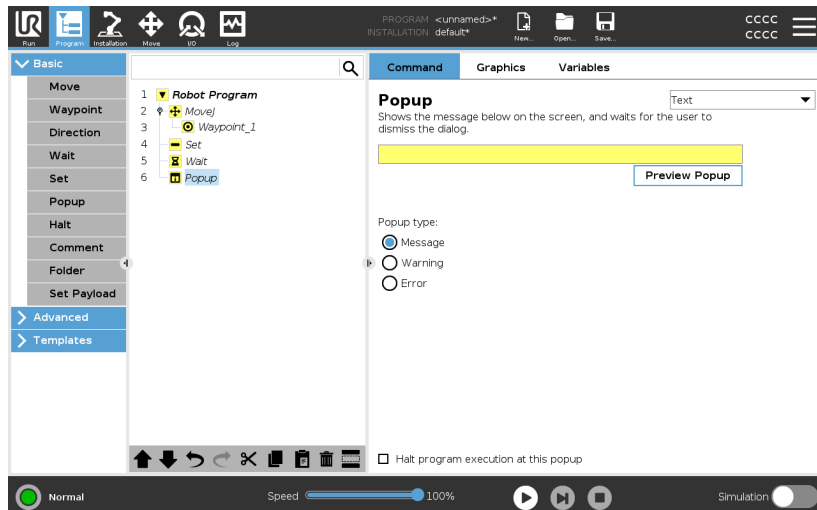 UR
PROGRAM <unnamed>*
INSTALLATION default*
CCCC
CCCC
Run
Program
Installation
Move
I/O
Log
New...
Open...
Save...
Basic
Move
Waypoint
Direction
Wait
Set
Popup
Halt
Comment
Folder
Set Payload
Advanced
Templates
1 Robot Program
2 MoveJ
3 Waypoint_1
4 Set
5 Wait
6 Popup
Command Graphics Variables
Popup
Text
Shows the message below on the screen, and waits for the user to
dismiss the dialog.
Preview Popup
Popup type:
Message
Warning
Error
Halt program execution at this popup
Normal
Speed 100%
Simulation